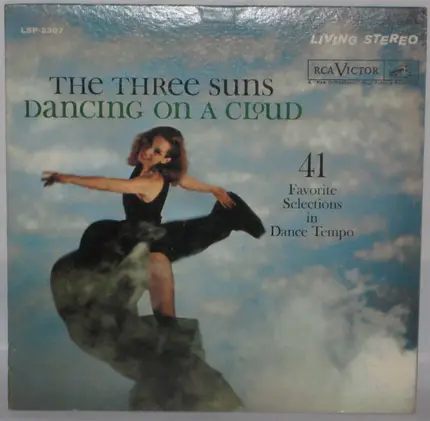 LSP-2307
LIVING STEREO
RCA VICTOR
THE THREE SUNS
DANCING ON A CLOUD
41
Favorite
Selections
in
Dance Tempo